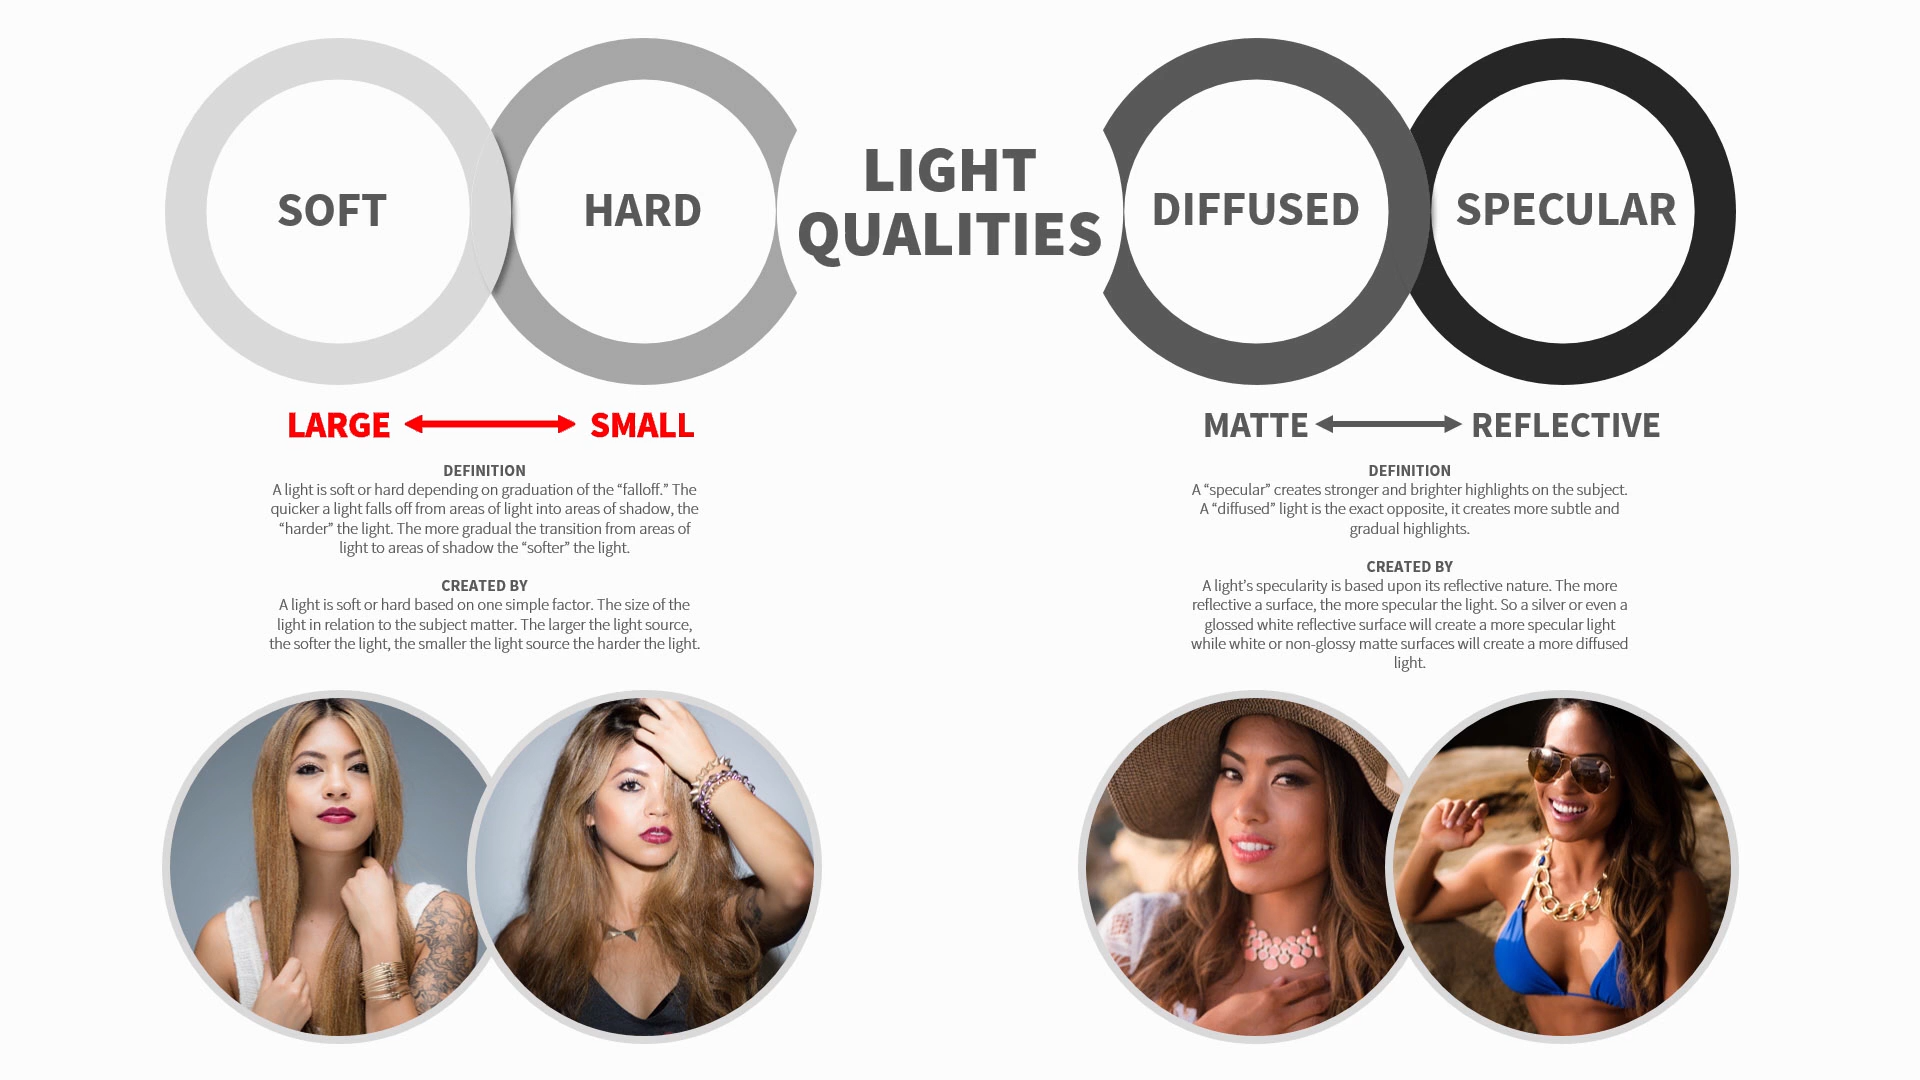 SOFT
HARD
LIGHT
QUALITIES
DIFFUSED
SPECULAR
LARGE
SMALL
DEFINITION
A light is soft or hard depending on graduation of the “falloff.” The
quicker a light falls off from areas of light into areas of shadow, the
“harder” the light. The more gradual the transition from areas of
light to areas of shadow the “softer” the light.
CREATED BY
A light is soft or hard based on one simple factor. The size of the
light in relation to the subject matter. The larger the light source,
the softer the light, the smaller the light source the harder the light.
MATTE
REFLECTIVE
DEFINITION
A “specular” creates stronger and brighter highlights on the subject.
A “diffused” light is the exact opposite, it creates more subtle and
gradual highlights.
CREATED BY
A light’s specularity is based upon its reflective nature. The more
reflective a surface, the more specular the light. So a silver or even a
glossed white reflective surface will create a more specular light
while white or non-glossy matte surfaces will create a more diffused
light.